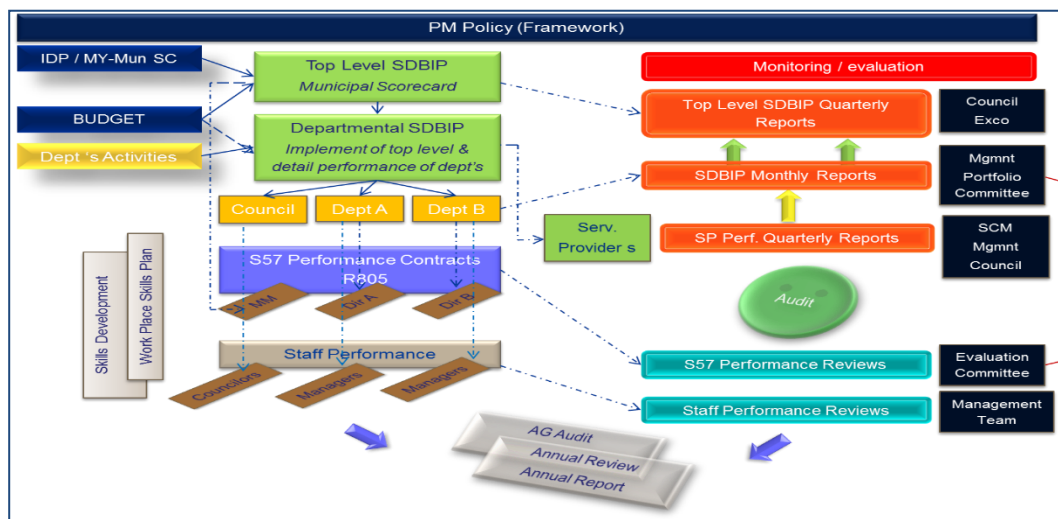 PM Policy (Framework)
IDP / MY-Mun SC
BUDGET
Dept 's Activities
Top Level SDBIP
Municipal Scorecard
Departmental SDBIP
Implement of top level &
detail performance of dept's
Council
Dept A
Dept B
S57 Performance Contracts
R805
MM
Dir A
Dir B
Staff Performance
Councilors
Managers
Managers
Skills Development
Work Place Skills Plan
Serv.
Provider s
Monitoring / evaluation
Top Level SDBIP Quarterly
Reports
SDBIP Monthly Reports
SP Perf. Quarterly Reports
Audit
S57 Performance Reviews
Staff Performance Reviews
Council
Exco
Mgmnt
Portfolio
Committee
SCM
Mgmnt
Council
Evaluation
Committee
Management
Team
AG Audit
Annual Review
Annual Report